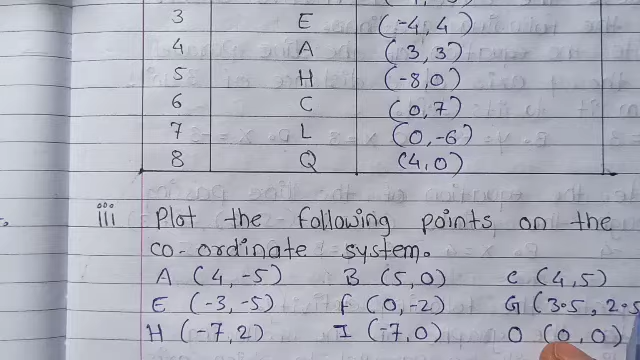 3 E (-4, 4)
4 A (3, 3)
5 H (-8,0)
6 C (0,7)
7 L (0,-6)
8 Q (4,0)
iii Plot the following points on the
co-ordinate system.
A (4,-5) B (5,0) C (4,5)
E (-3,-5) F (0,-2) G (3.5, 2.5
H (-7,2) I (-7,0) O (0,0)